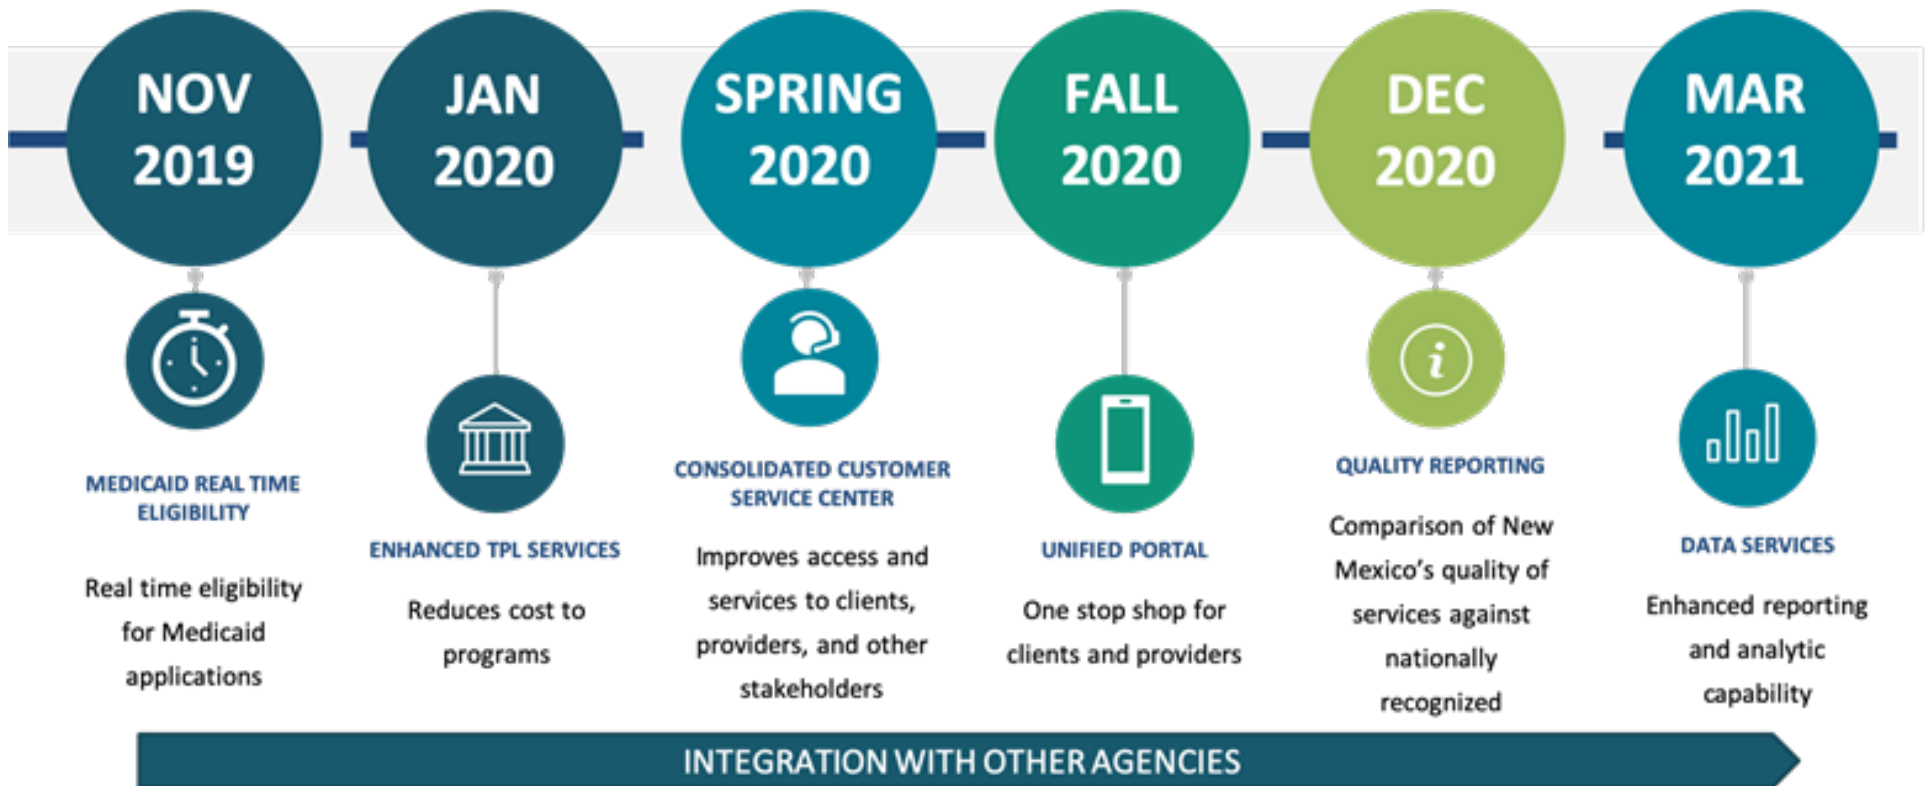 NOV
2019
JAN
2020
SPRING
2020
FALL
2020
DEC
2020
MAR
2021
MEDICAID REAL TIME
ELIGIBILITY
Real time eligibility
for Medicaid
applications
ENHANCED TPL SERVICES
Reduces cost to
programs
CONSOLIDATED CUSTOMER
SERVICE CENTER
Improves access and
services to clients,
providers, and other
stakeholders
UNIFIED PORTAL
One stop shop for
clients and providers
i
QUALITY REPORTING
Comparison of New
Mexico's quality of
services against
nationally
recognized
DATA SERVICES
Enhanced reporting
and analytic
capability
INTEGRATION WITH OTHER AGENCIES